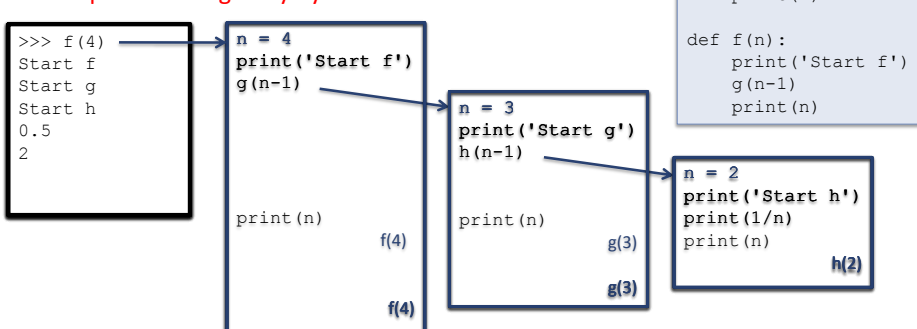 >>> f(4)
Start f
Start g
Start h
0.5
2
n = 4
print('Start f')
g(n-1)
print(n)
f(4)
f(4)
n = 3
print('Start g')
h(n-1)
print(n)
g(3)
g(3)
n = 2
print('Start h')
print(1/n)
print(n)
h(2)
def f(n):
    print('Start f')
    g(n-1)
    print(n)